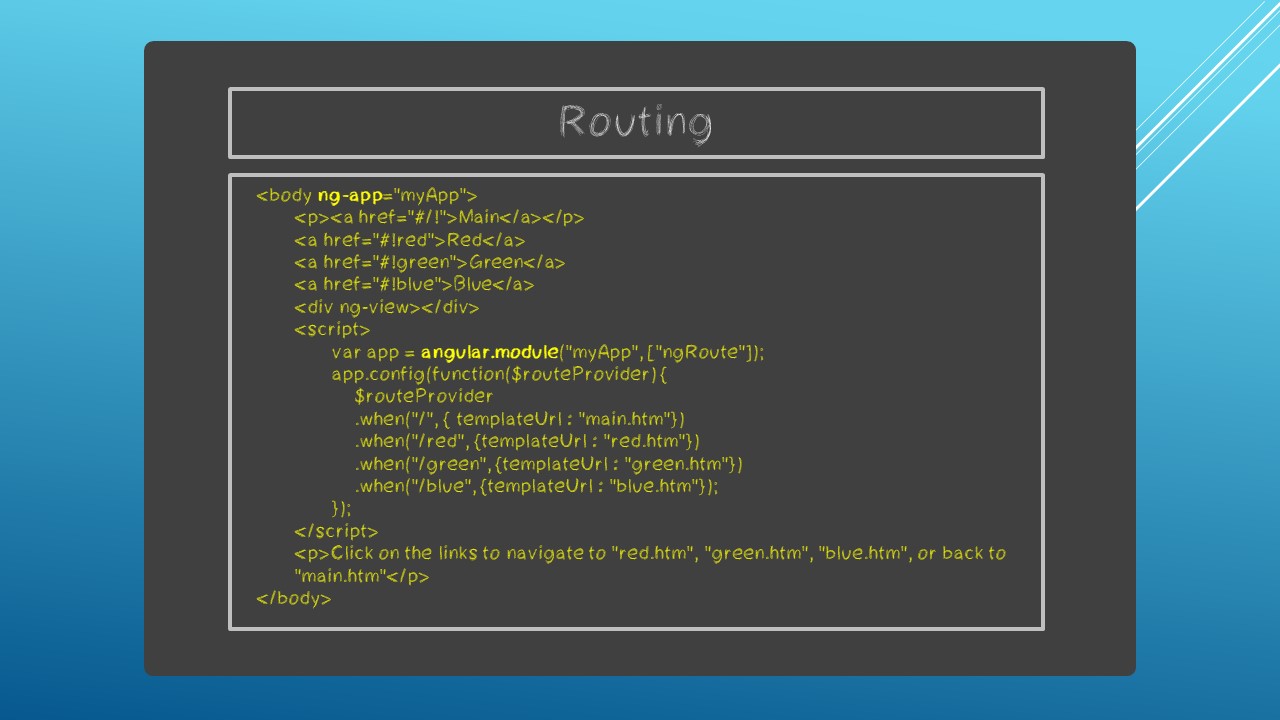 Routing
<body ng-app="myApp">
<p><a href="#/!">Main</a></p>
<a href="#!red">Red</a>
<a href="#!green">Green</a>
<a href="#!blue">Blue</a>
<div ng-view></div>
<script>
var app = angular.module("myApp",["ngRoute"]);
app.config(function($routeProvider){
$routeProvider
.when("/",{ templateUrl : "main.htm"})
.when("/red",{templateUrl : "red.htm"})
.when("/green",{templateUrl : "green.htm"})
.when("/blue",{templateUrl : "blue.htm"});
});
</script>
<p>Click on the links to navigate to "red.htm", "green.htm", "blue.htm", or back to
"main.htm"</p>
</body>